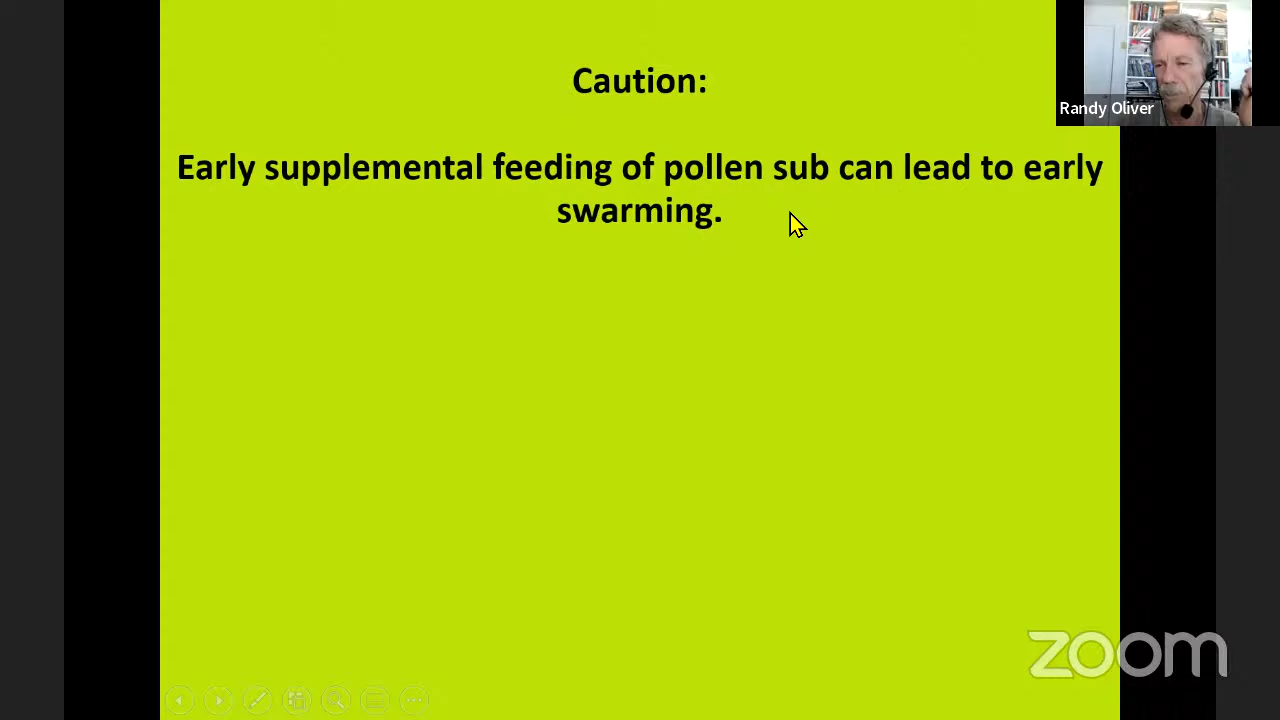 Caution:
Early supplemental feeding of pollen sub can lead to early
swarming.
Randy Oliver
zoom